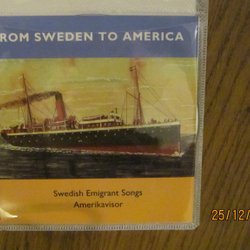 ROM SWEDEN TO AMERICA
Swedish Emigrant Songs
Amerikavisor
25/12/